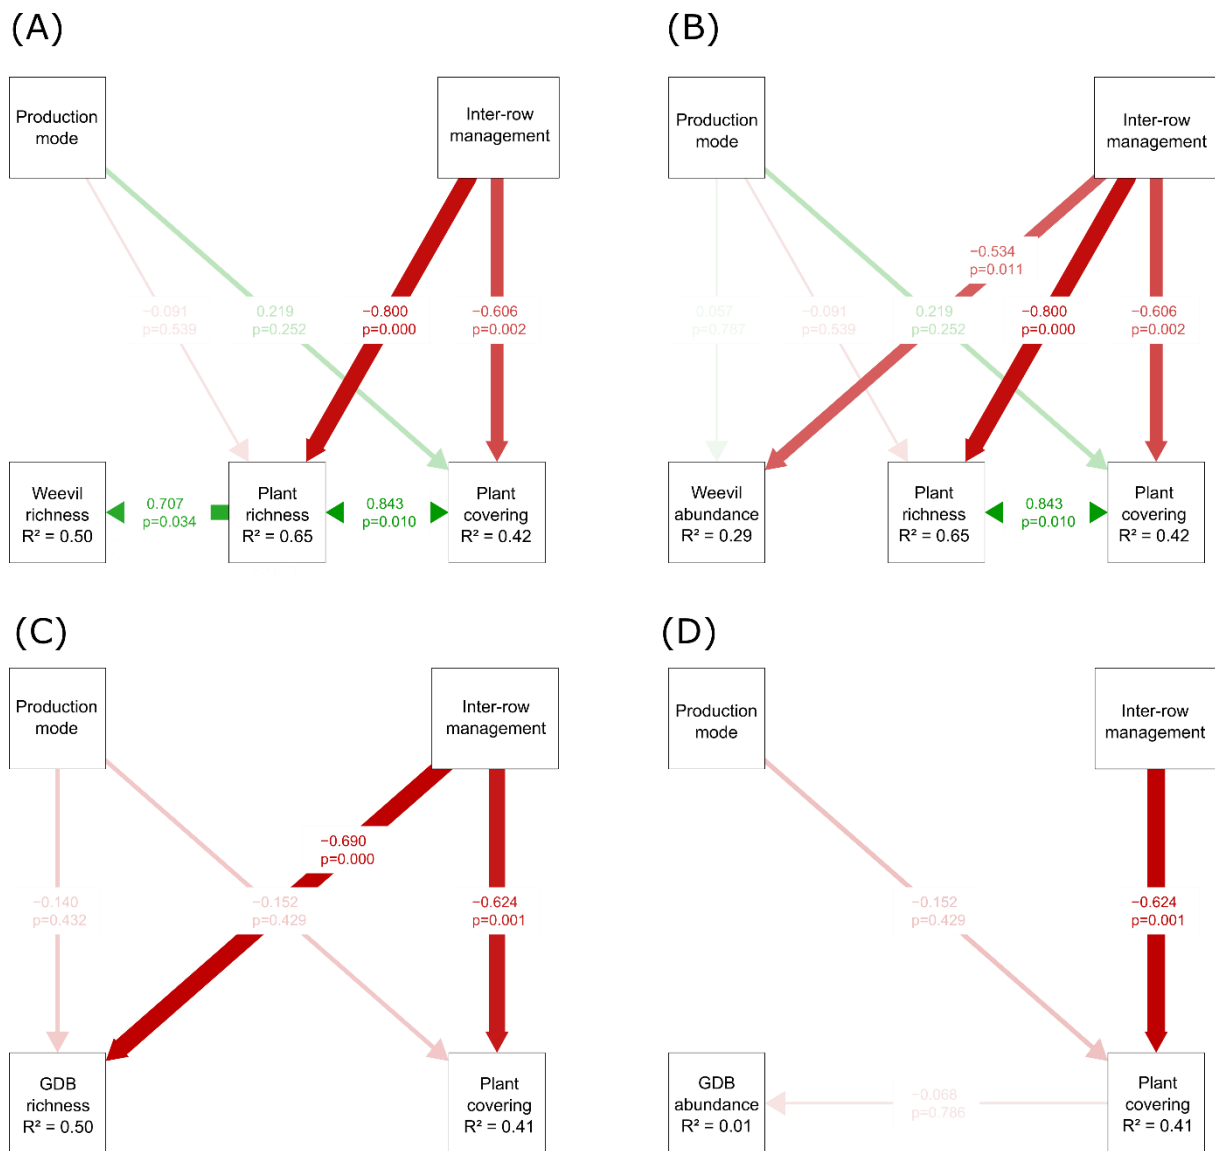 (A)
Production
mode
Inter-row
management
−0.091
p=0.539
0.219
p=0.252
−0.800
p=0.000
−0.606
p=0.002
Weevil
richness
R² = 0.50
0.707
p=0.034
Plant
richness
R² = 0.65
0.843
p=0.010
Plant
covering
R² = 0.42
(B)
Production
mode
Inter-row
management
−0.534
p=0.011
0.057
p=0.787
−0.091
p=0.539
0.219
p=0.252
−0.800
p=0.000
−0.606
p=0.002
Weevil
abundance
R² = 0.29
Plant
richness
R² = 0.65
0.843
p=0.010
Plant
covering
R² = 0.42
(C)
Production
mode
Inter-row
management
−0.690
p=0.000
−0.140
p=0.432
−0.152
p=0.429
−0.624
p=0.001
GDB
richness
R² = 0.50
Plant
covering
R² = 0.41
(D)
Production
mode
Inter-row
management
−0.152
p=0.429
−0.624
p=0.001
GDB
abundance
R² = 0.01
−0.068
p=0.786
Plant
covering
R² = 0.41